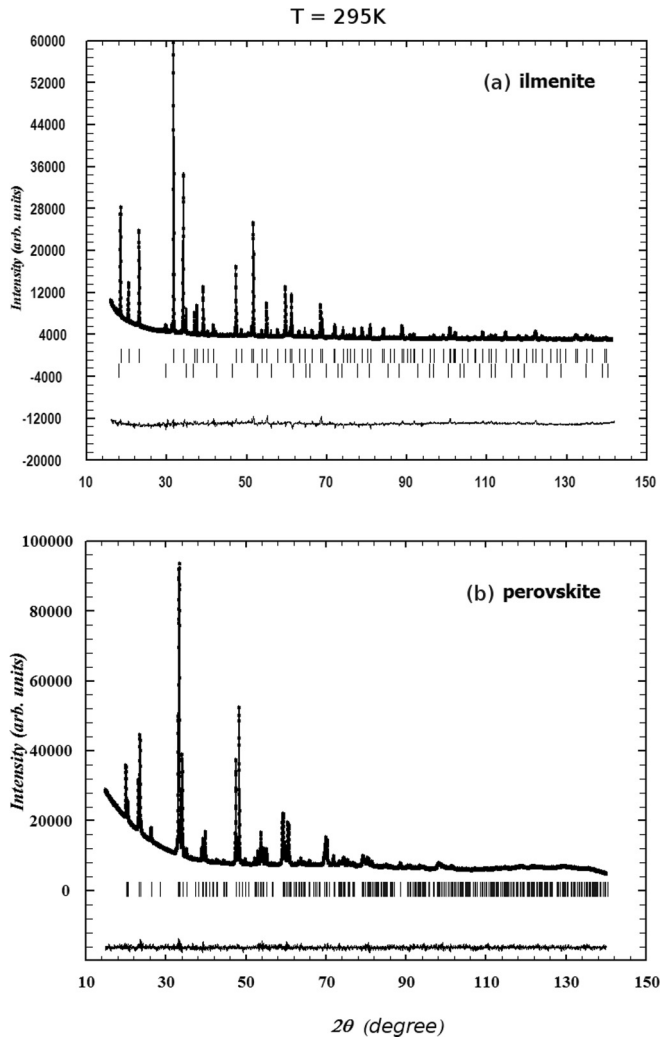 T = 295K
60000
(a) ilmenite
52000
44000
36000
28000
Intensity (arb. units)
20000
12000
4000
-4000
-12000
-20000
10 30 50 70 90 110 130 150
100000
(b) perovskite
80000
60000
Intensity (arb. units)
40000
20000
0
10 30 50 70 90 110 130 150
2θ (degree)